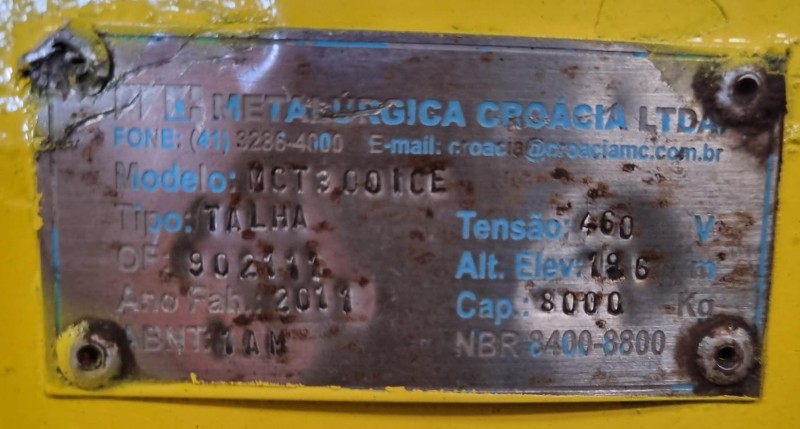 METALÚRGICA CROÁCIA LTDA.
FONE: (41) 3286-4000 E-mail: croacia@croaciamc.com.br
Modelo: MCT3001CE
Tipo: TALHA
Tensão: 460 V
OF: 902111
Alt. Elev: 18.6 m
Ano Fab.: 2011
Cap.: 8000 Kg
ABNT: 1AM
NBR 8400-8800